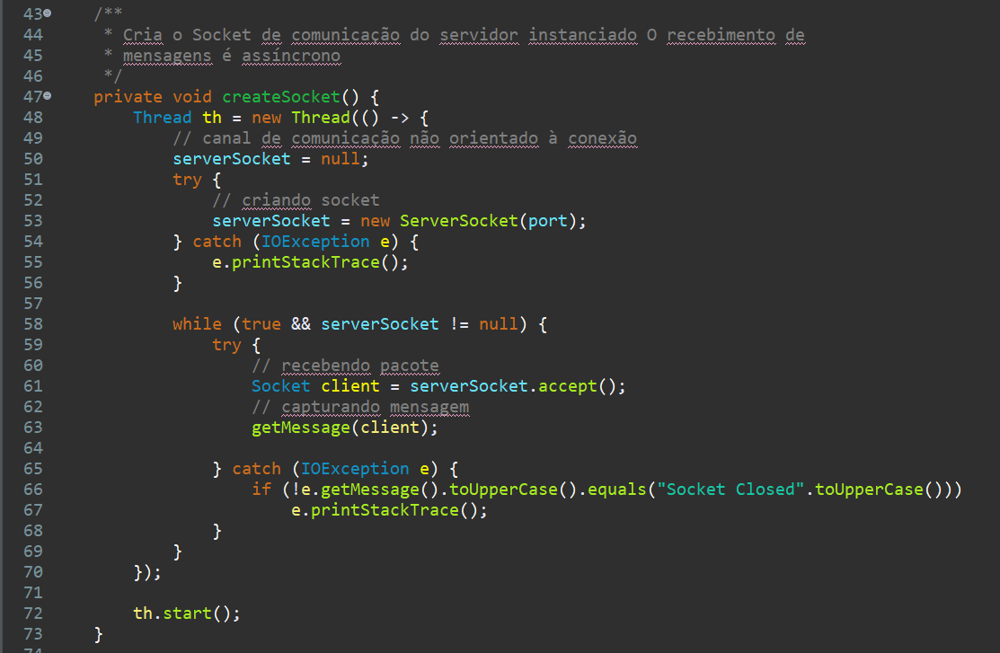 43 /**
44 * Cria o Socket de comunicação do servidor instanciado O recebimento de
45 * mensagens é assíncrono
46 */
47 private void createSocket() {
48 Thread th = new Thread(() -> {
49 // canal de comunicação não orientado à conexão
50 serverSocket = null;
51 try {
52 // criando socket
53 serverSocket = new ServerSocket(port);
54 } catch (IOException e) {
55 e.printStackTrace();
56 }
57
58 while (true && serverSocket != null) {
59 try {
60 // recebendo pacote
61 Socket client = serverSocket.accept();
62 // capturando mensagem
63 getMessage(client);
64
65 } catch (IOException e) {
66 if (!e.getMessage().toUpperCase().equals("Socket Closed".toUpperCase()))
67 e.printStackTrace();
68 }
69 }
70 });
71
72 th.start();
73 }
74